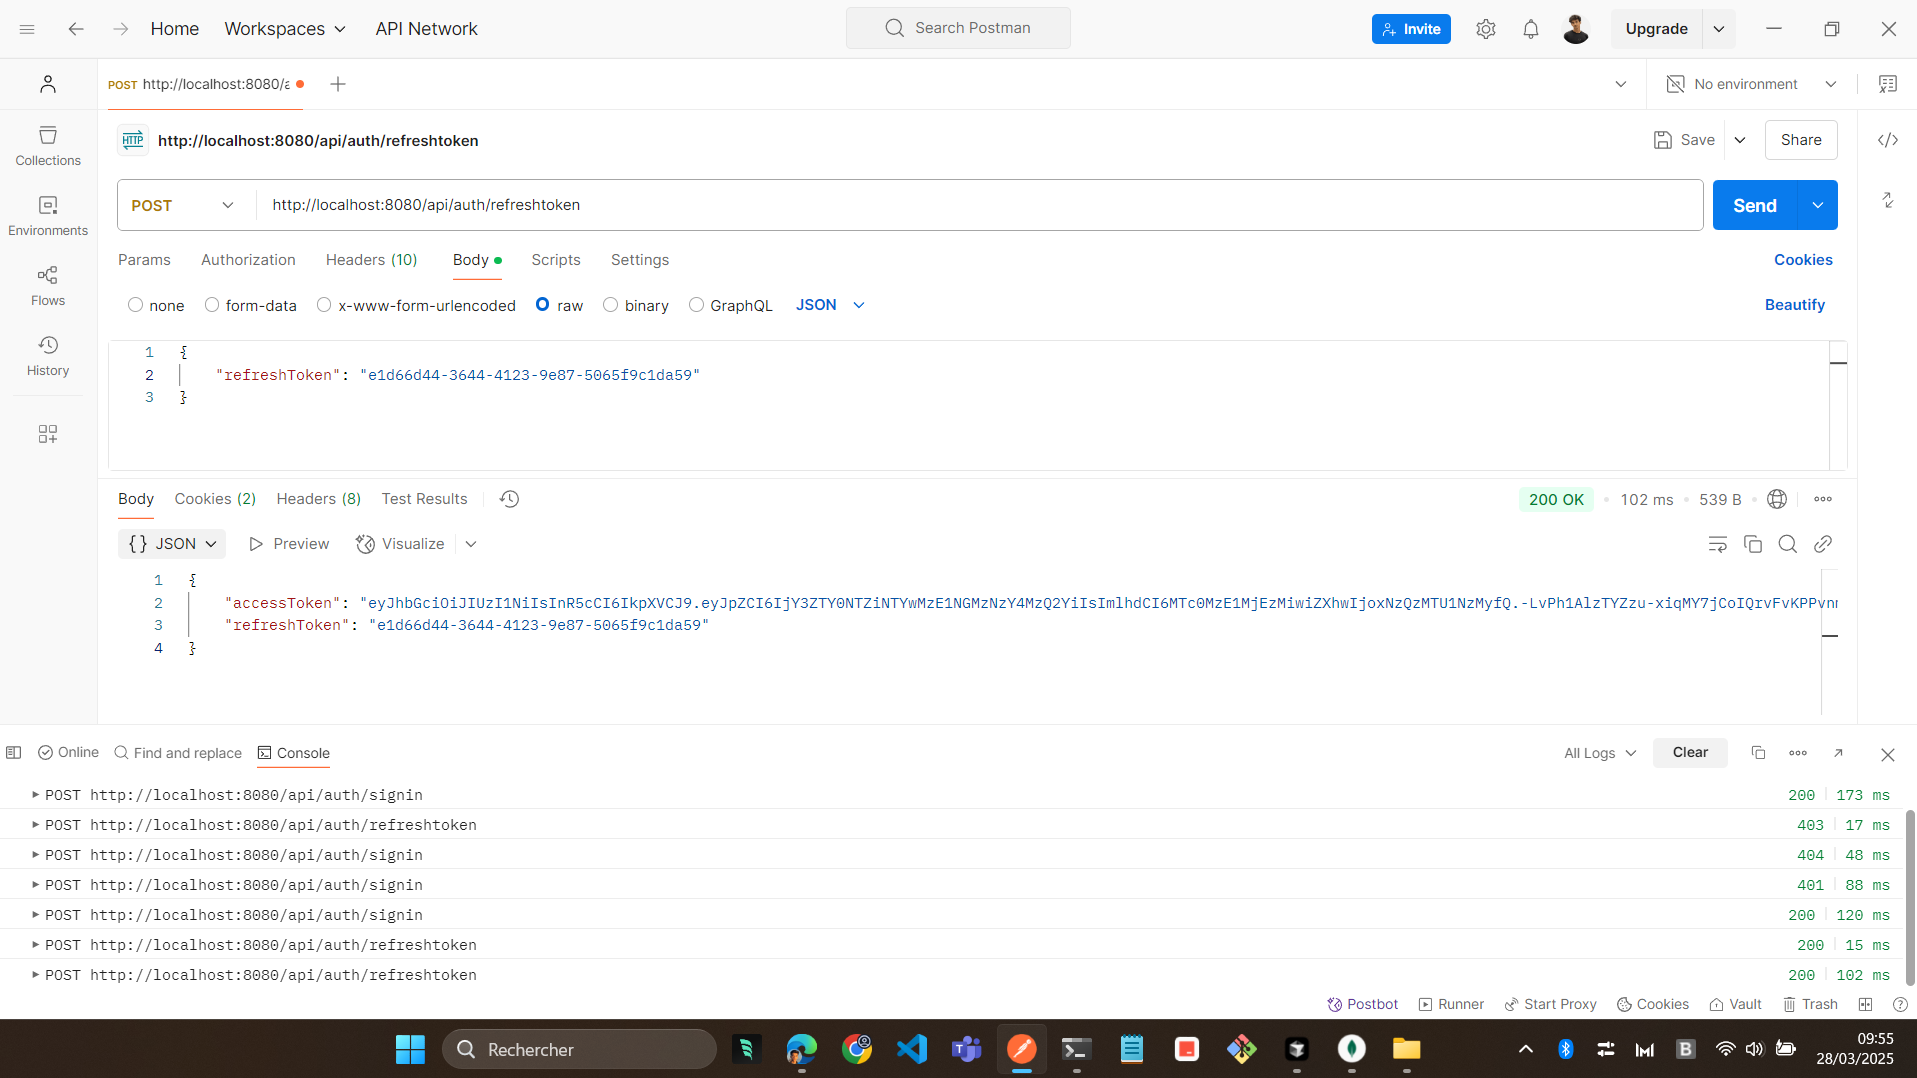 Home Workspaces API Network Search Postman Invite Upgrade
POST http://localhost:8080/a No environment
HTTP http://localhost:8080/api/auth/refreshtoken Save Share
POST http://localhost:8080/api/auth/refreshtoken Send
Collections
Environments
Flows
History
Params Authorization Headers (10) Body Scripts Settings Cookies
none form-data x-www-form-urlencoded raw binary GraphQL JSON Beautify
1 {
2 "refreshToken": "e1d66d44-3644-4123-9e87-5065f9c1da59"
3 }
Body Cookies (2) Headers (8) Test Results 200 OK 102 ms 539 B
{} JSON Preview Visualize
1 {
2 "accessToken": "eyJhbGciOiJIUzI1NiIsInR5cCI6IkpXVCJ9.eyJpZCI6IjY3ZTY0NTZiNTYwMzE1NGMzNzY4MzQ2YiIsImlhdCI6MTc0MzE1MjEzMiwiZXhwIjoxNzQzMTU1NzMyfQ.-LvPh1AlzTYZzu-xiqMY7jCoIQrvFvKPPvnr
3 "refreshToken": "e1d66d44-3644-4123-9e87-5065f9c1da59"
4 }
Online Find and replace Console All Logs Clear
POST http://localhost:8080/api/auth/signin 200 173 ms
POST http://localhost:8080/api/auth/refreshtoken 403 17 ms
POST http://localhost:8080/api/auth/signin 404 48 ms
POST http://localhost:8080/api/auth/signin 401 88 ms
POST http://localhost:8080/api/auth/signin 200 120 ms
POST http://localhost:8080/api/auth/refreshtoken 200 15 ms
POST http://localhost:8080/api/auth/refreshtoken 200 102 ms
Postbot Runner Start Proxy Cookies Vault Trash
Rechercher 09:55
28/03/2025